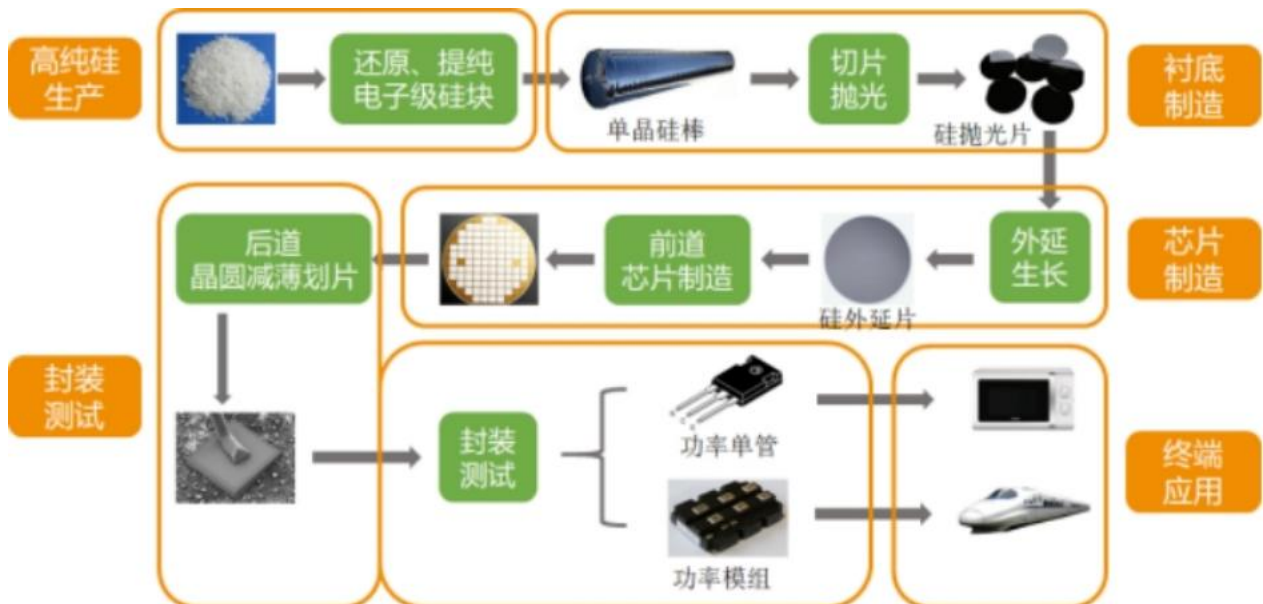 高纯硅
生产
还原、提纯
电子级硅块
单晶硅棒
切片
抛光
硅抛光片
衬底
制造
后道
晶圆减薄划片
前道
芯片制造
硅外延片
外延
生长
芯片
制造
封装
测试
封装
测试
功率单管
功率模组
终端
应用